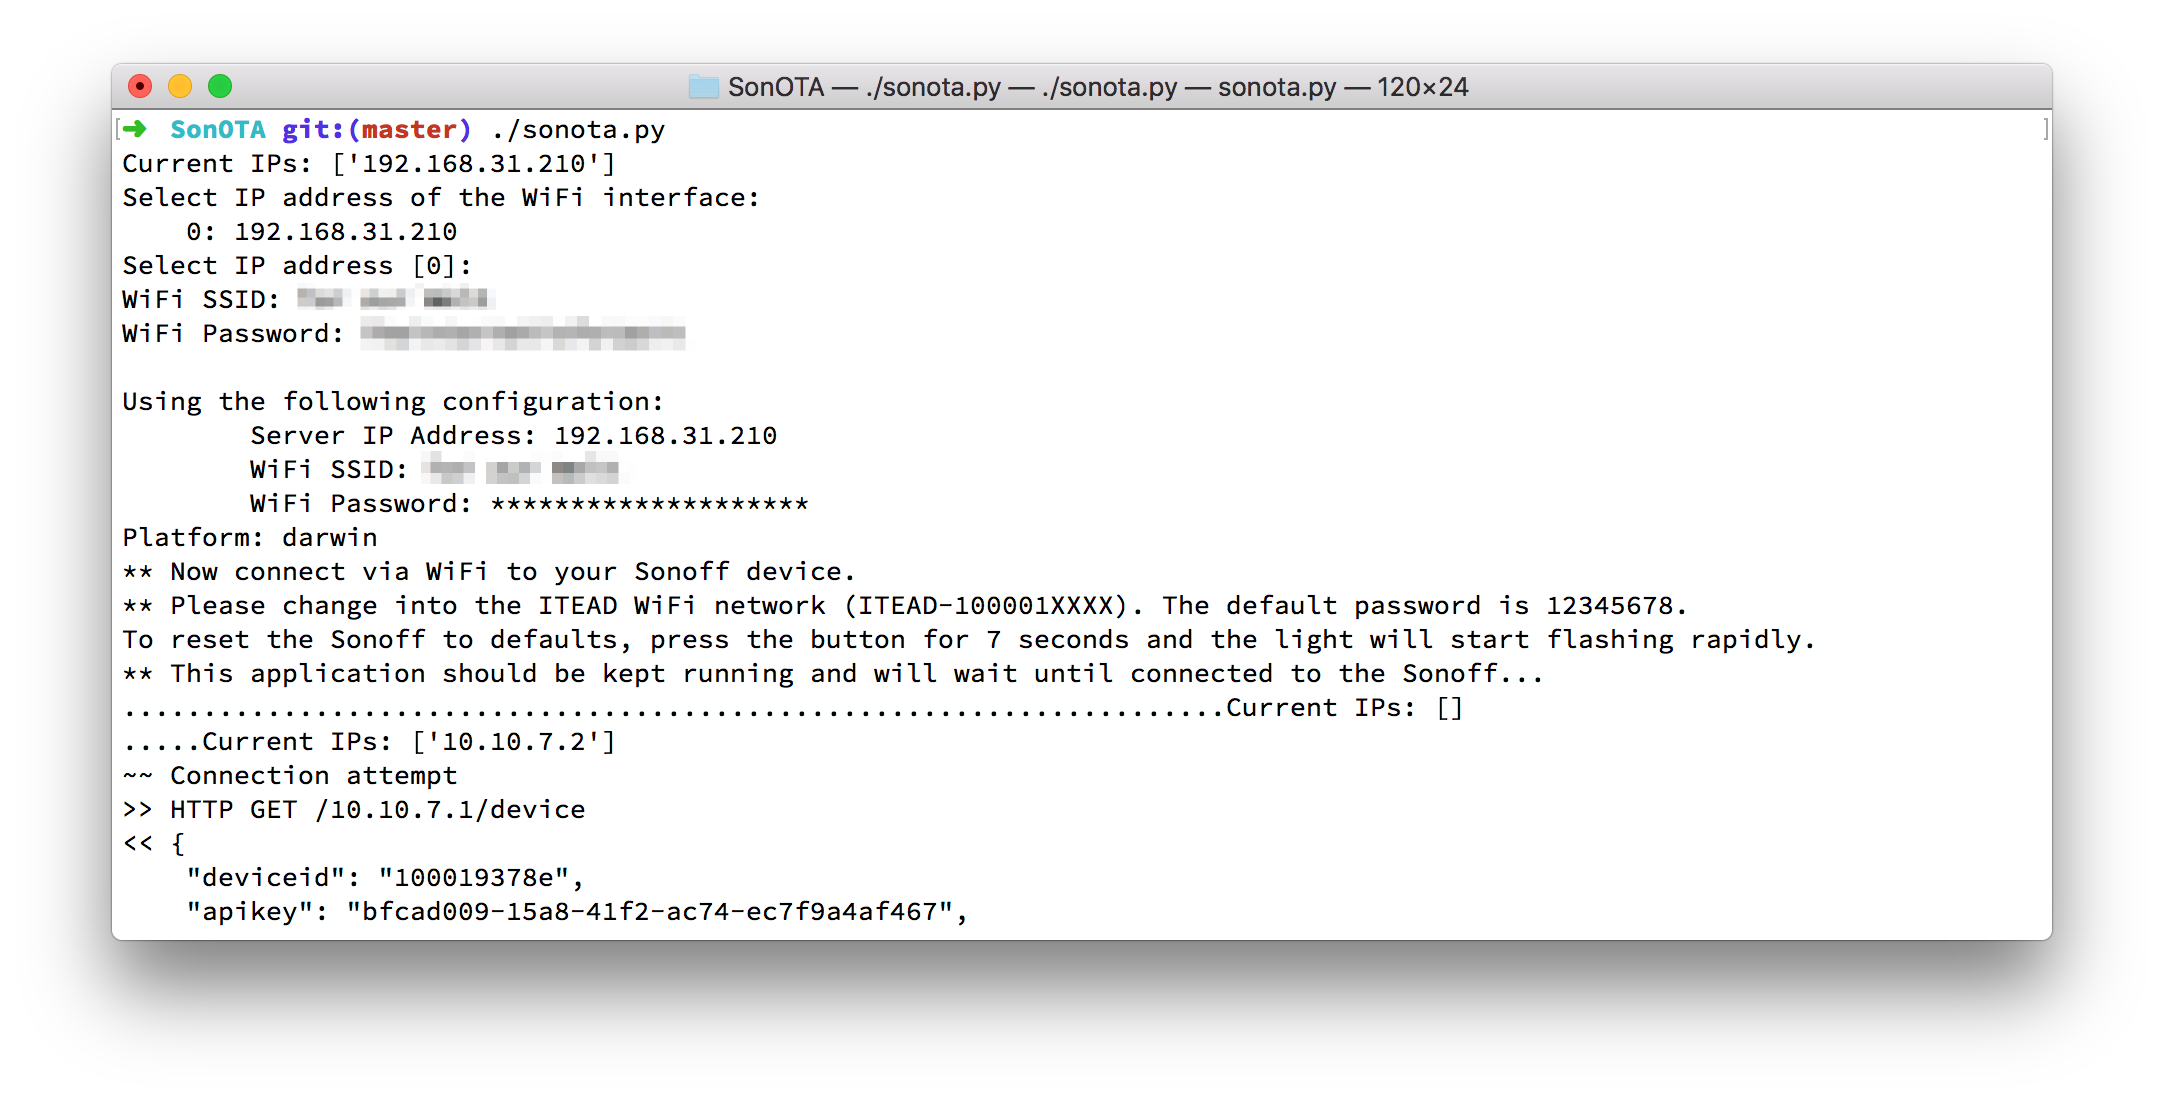 SonOTA — ./sonota.py — ./sonota.py — sonota.py — 120×24
[➜ SonOTA git:(master) ./sonota.py ]
Current IPs: ['192.168.31.210']
Select IP address of the WiFi interface:
0: 192.168.31.210
Select IP address [0]:
WiFi SSID:
WiFi Password:
Using the following configuration:
Server IP Address: 192.168.31.210
WiFi SSID:
WiFi Password: ********************
Platform: darwin
** Now connect via WiFi to your Sonoff device.
** Please change into the ITEAD WiFi network (ITEAD-100001XXXX). The default password is 12345678.
To reset the Sonoff to defaults, press the button for 7 seconds and the light will start flashing rapidly.
** This application should be kept running and will wait until connected to the Sonoff...
.....................................................................Current IPs: []
.....Current IPs: ['10.10.7.2']
~~ Connection attempt
>> HTTP GET /10.10.7.1/device
<< {
"deviceid": "100019378e",
"apikey": "bfcad009-15a8-41f2-ac74-ec7f9a4af467",